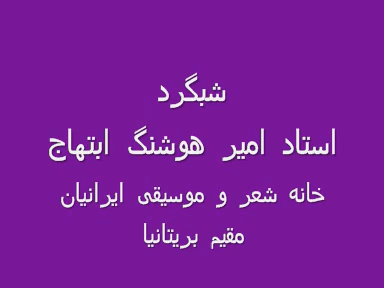 شبگرد
استاد امیر هوشنگ ابتهاج
خانه شعر و موسیقی ایرانیان
مقیم بریتانیا